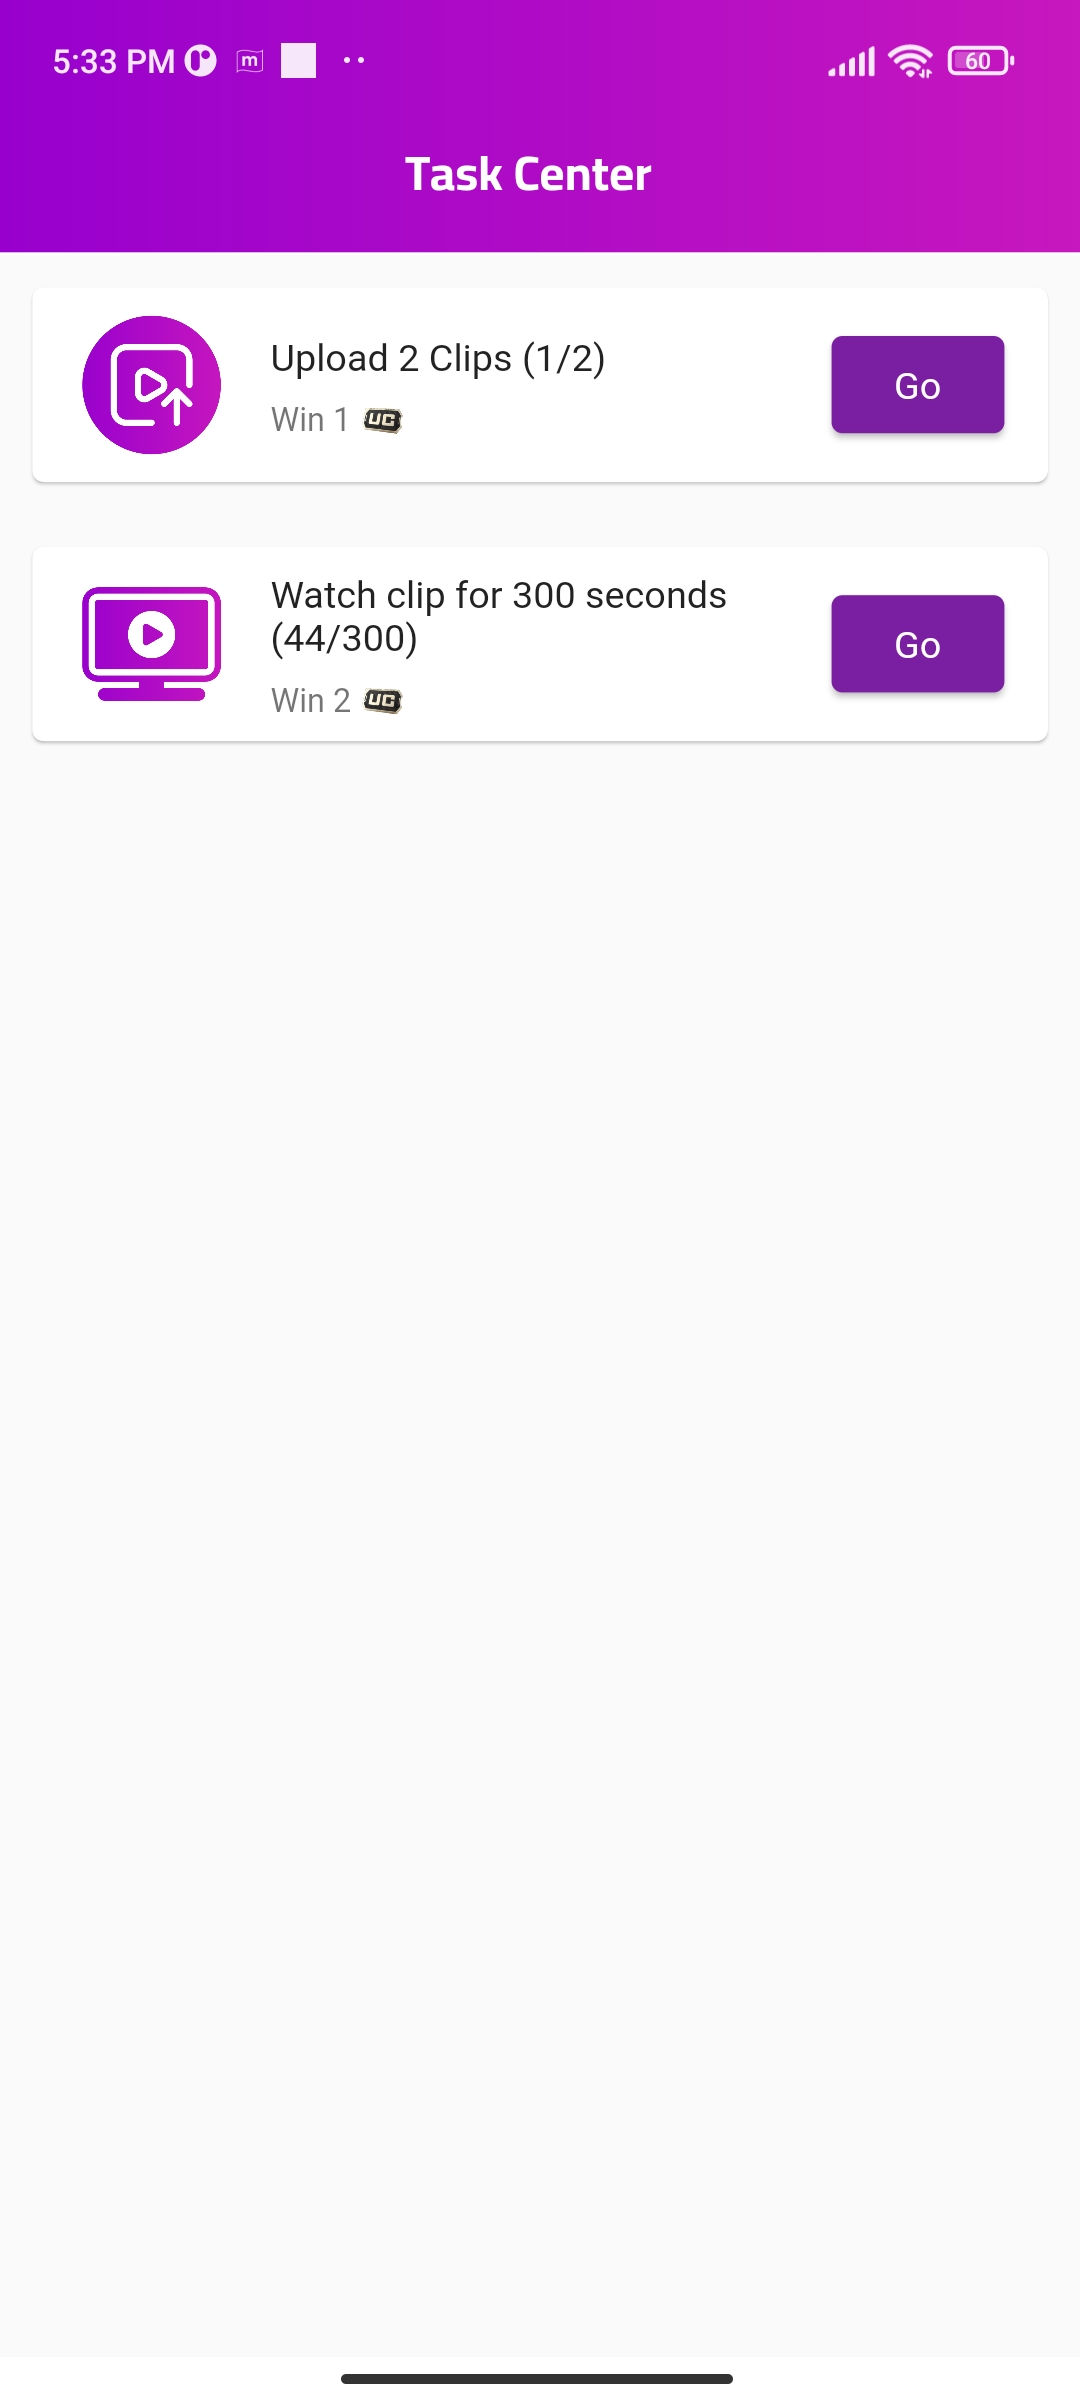 5:33 PM m 60
Task Center
Upload 2 Clips (1/2)
Win 1 UC
Go
Watch clip for 300 seconds
(44/300)
Win 2 UC
Go